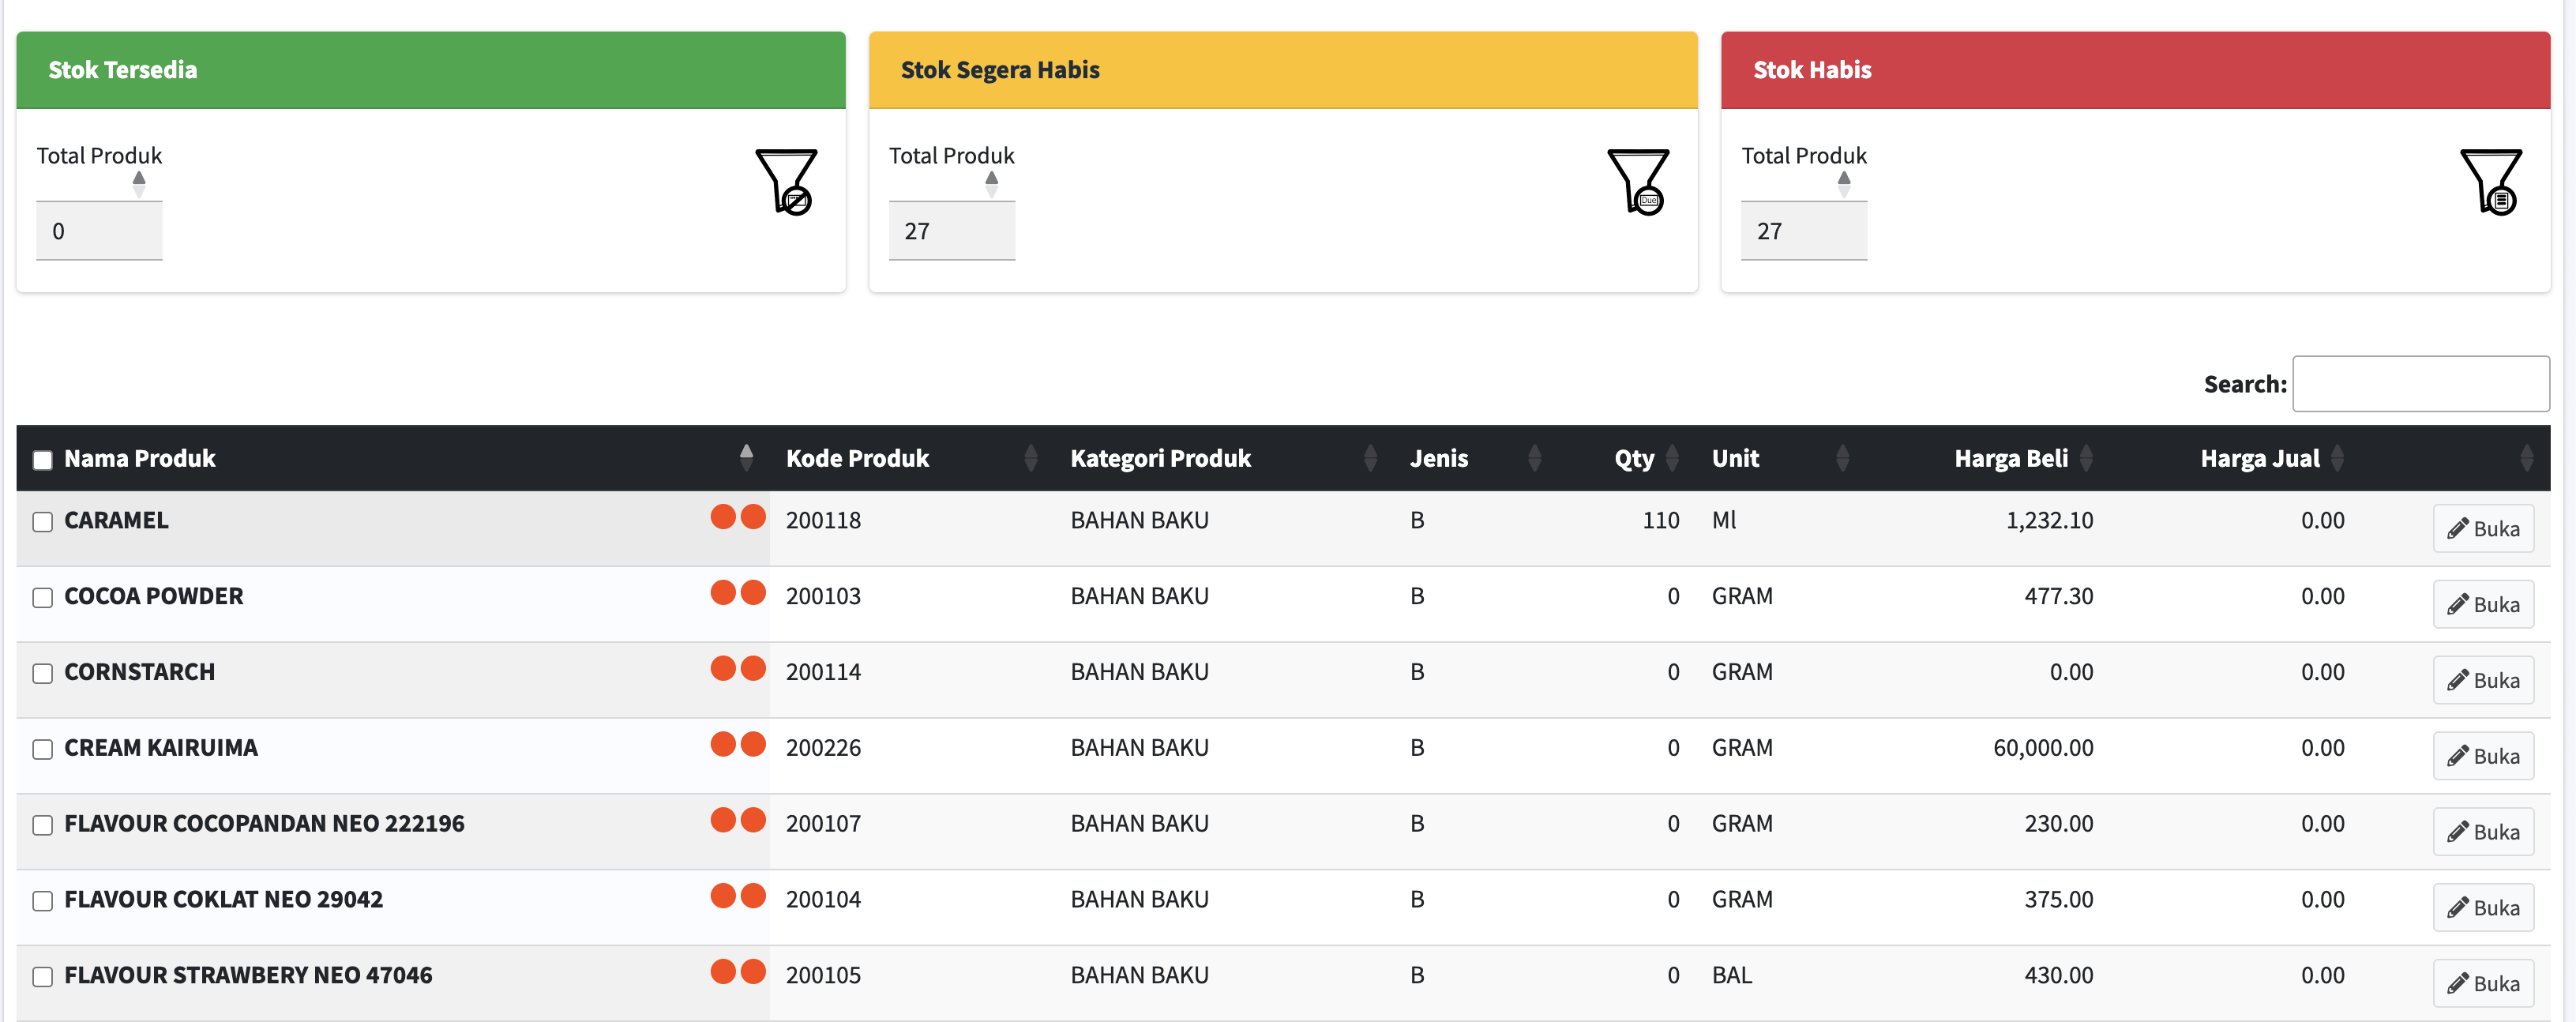 Stok Tersedia
Total Produk
0
Stok Segera Habis
Total Produk
27
Due
Stok Habis
Total Produk
27
Search:
Nama Produk Kode Produk Kategori Produk Jenis Qty Unit Harga Beli Harga Jual
CARAMEL 200118 BAHAN BAKU B 110 Ml 1,232.10 0.00 Buka
COCOA POWDER 200103 BAHAN BAKU B 0 GRAM 477.30 0.00 Buka
CORNSTARCH 200114 BAHAN BAKU B 0 GRAM 0.00 0.00 Buka
CREAM KAIRUIMA 200226 BAHAN BAKU B 0 GRAM 60,000.00 0.00 Buka
FLAVOUR COCOPANDAN NEO 222196 200107 BAHAN BAKU B 0 GRAM 230.00 0.00 Buka
FLAVOUR COKLAT NEO 29042 200104 BAHAN BAKU B 0 GRAM 375.00 0.00 Buka
FLAVOUR STRAWBERY NEO 47046 200105 BAHAN BAKU B 0 BAL 430.00 0.00 Buka